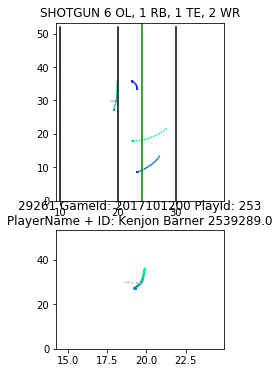 SHOTGUN 6 OL, 1 RB, 1 TE, 2 WR
50
40
30
20
10
0
10 20 30
29261 GameId: 2017101200 PlayId: 253
PlayerName + ID: Kenjon Barner 2539289.0
40
20
0
15.0 17.5 20.0 22.5